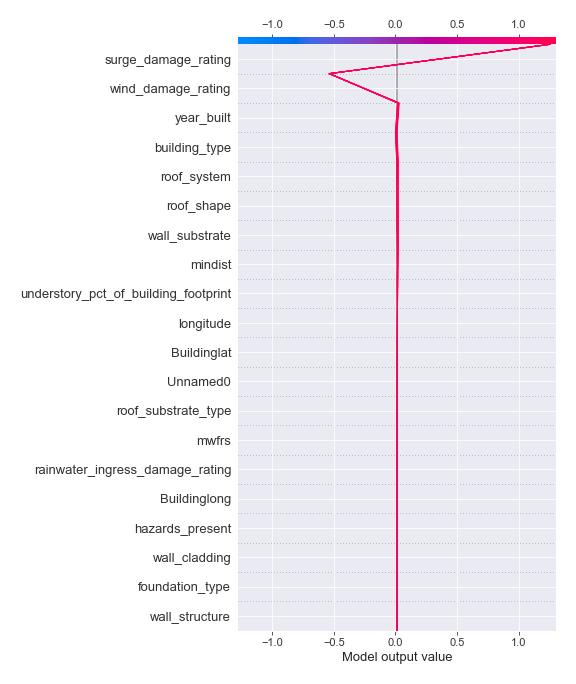 −1.0 −0.5 0.0 0.5 1.0
surge_damage_rating
wind_damage_rating
year_built
building_type
roof_system
roof_shape
wall_substrate
mindist
understory_pct_of_building_footprint
longitude
Buildinglat
Unnamed0
roof_substrate_type
mwfrs
rainwater_ingress_damage_rating
Buildinglong
hazards_present
wall_cladding
foundation_type
wall_structure
−1.0 −0.5 0.0 0.5 1.0
Model output value